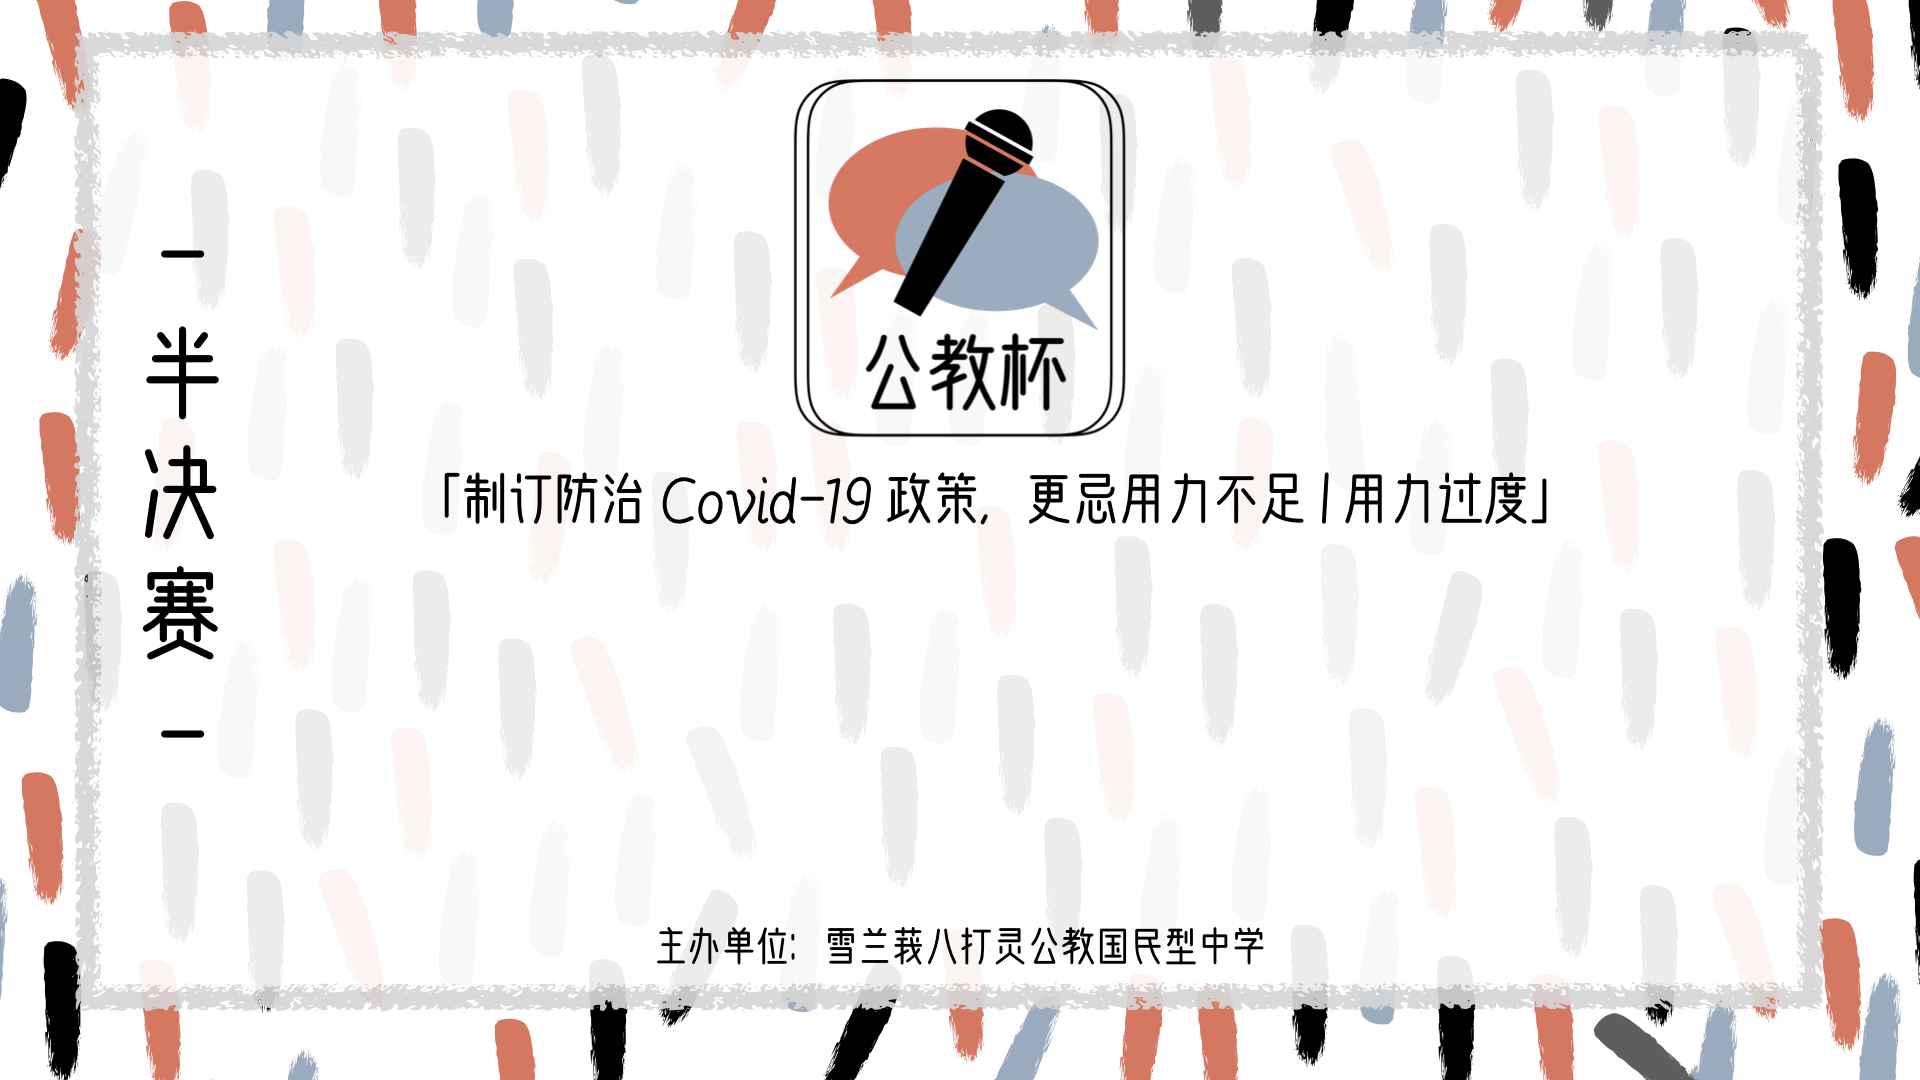 公教杯
-半决赛-
「制订防治 Covid-19 政策，更忌用力不足 | 用力过度」
主办单位：雪兰莪八打灵公教国民型中学